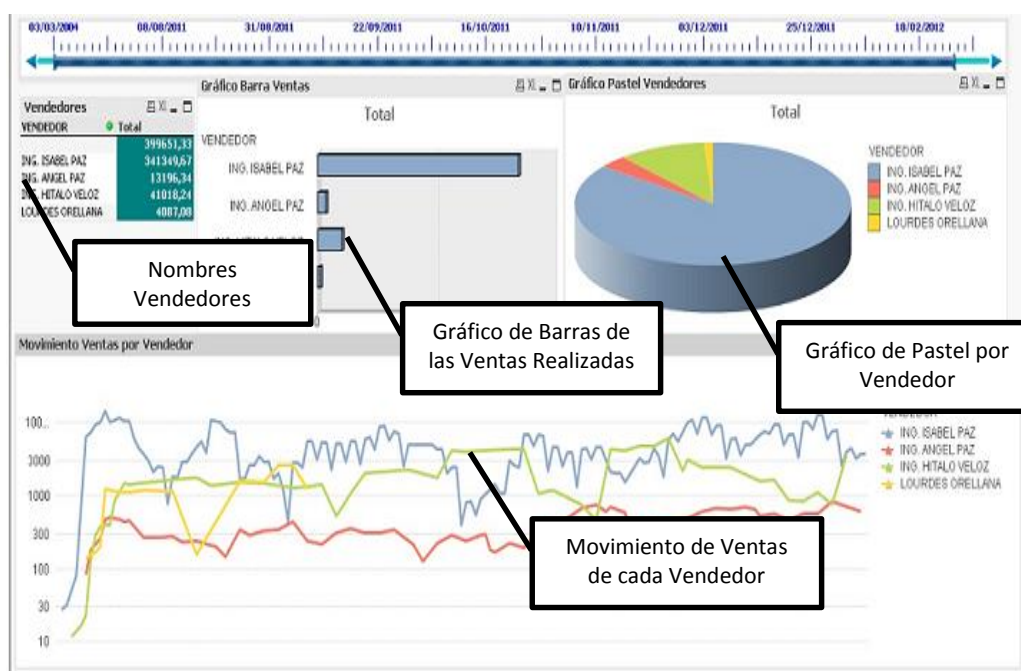 03/03/2004 08/08/2011 31/08/2011 22/09/2011 16/10/2011 10/11/2011 03/12/2011 25/12/2011 18/02/2012
Vendedores
VENDEDOR Total
399651,33
ING. ISABEL PAZ 341349,67
ING. ANGEL PAZ 13196,34
ING. HITALO VELOZ 41018,24
LOURDES ORELLANA 4087,08
Nombres
Vendedores
Gráfico Barra Ventas XL
Total
VENDEDOR
ING. ISABEL PAZ
ING. ANGEL PAZ
0
Gráfico de Barras de
las Ventas Realizadas
Gráfico Pastel Vendedores XL
Total
VENDEDOR
ING. ISABEL PAZ
ING. ANGEL PAZ
ING. HITALO VELOZ
LOURDES ORELLANA
Gráfico de Pastel por
Vendedor
Movimiento Ventas por Vendedor
100...
3000
1000
300
100
30
10
VENDEDOR
ING. ISABEL PAZ
ING. ANGEL PAZ
ING. HITALO VELOZ
LOURDES ORELLANA
Movimiento de Ventas
de cada Vendedor